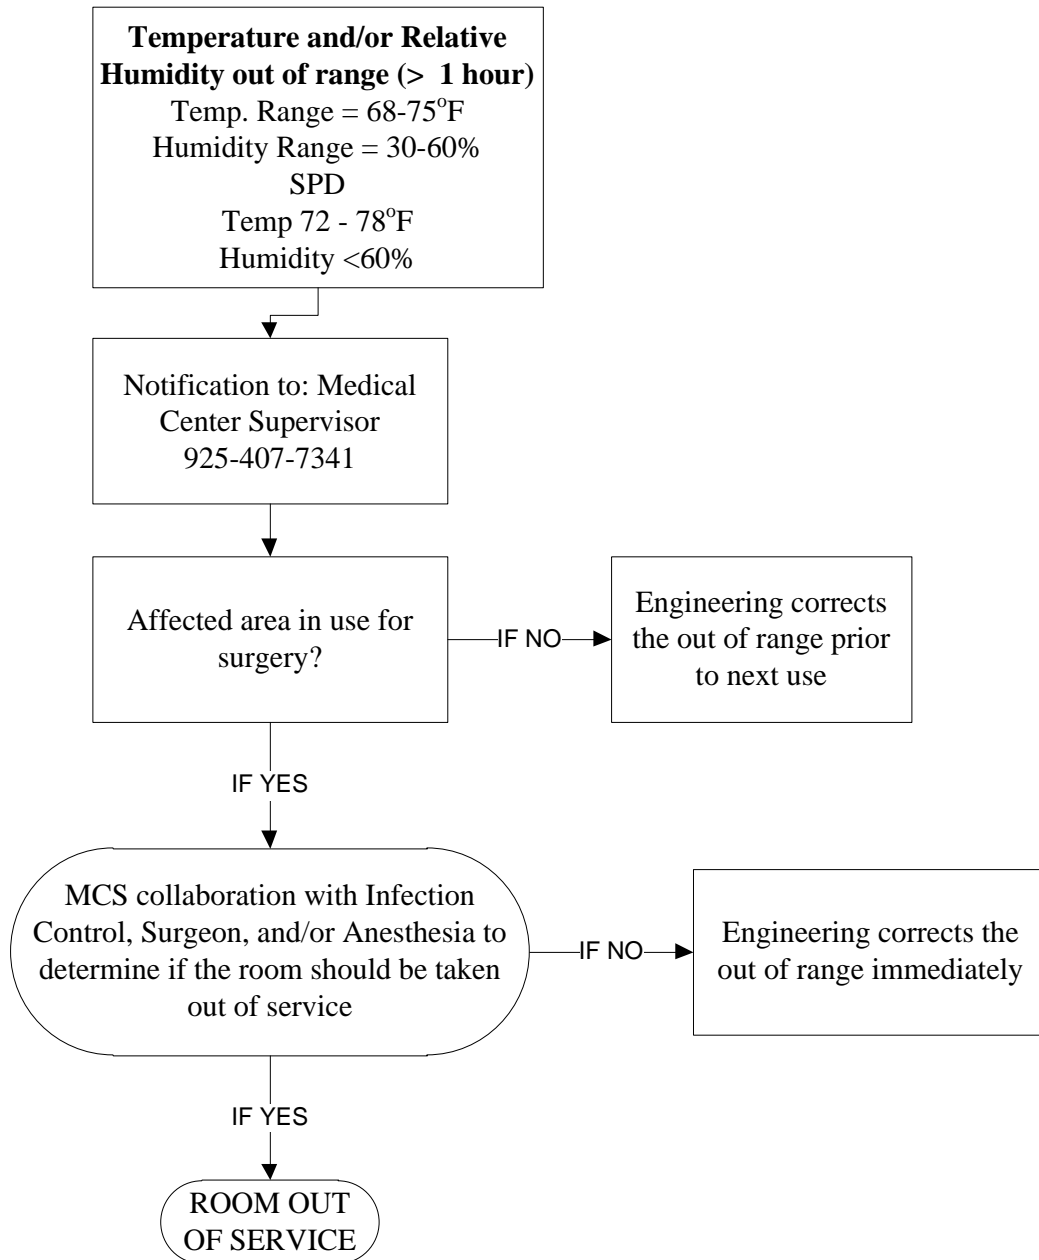 Temperature and/or Relative
Humidity out of range (> 1 hour)
Temp. Range = 68-75°F
Humidity Range = 30-60%
SPD
Temp 72 - 78°F
Humidity <60%
Notification to: Medical
Center Supervisor
925-407-7341
Affected area in use for
surgery?
IF NO
Engineering corrects
the out of range prior
to next use
IF YES
MCS collaboration with Infection
Control, Surgeon, and/or Anesthesia to
determine if the room should be taken
out of service
IF NO
Engineering corrects the
out of range immediately
IF YES
ROOM OUT
OF SERVICE